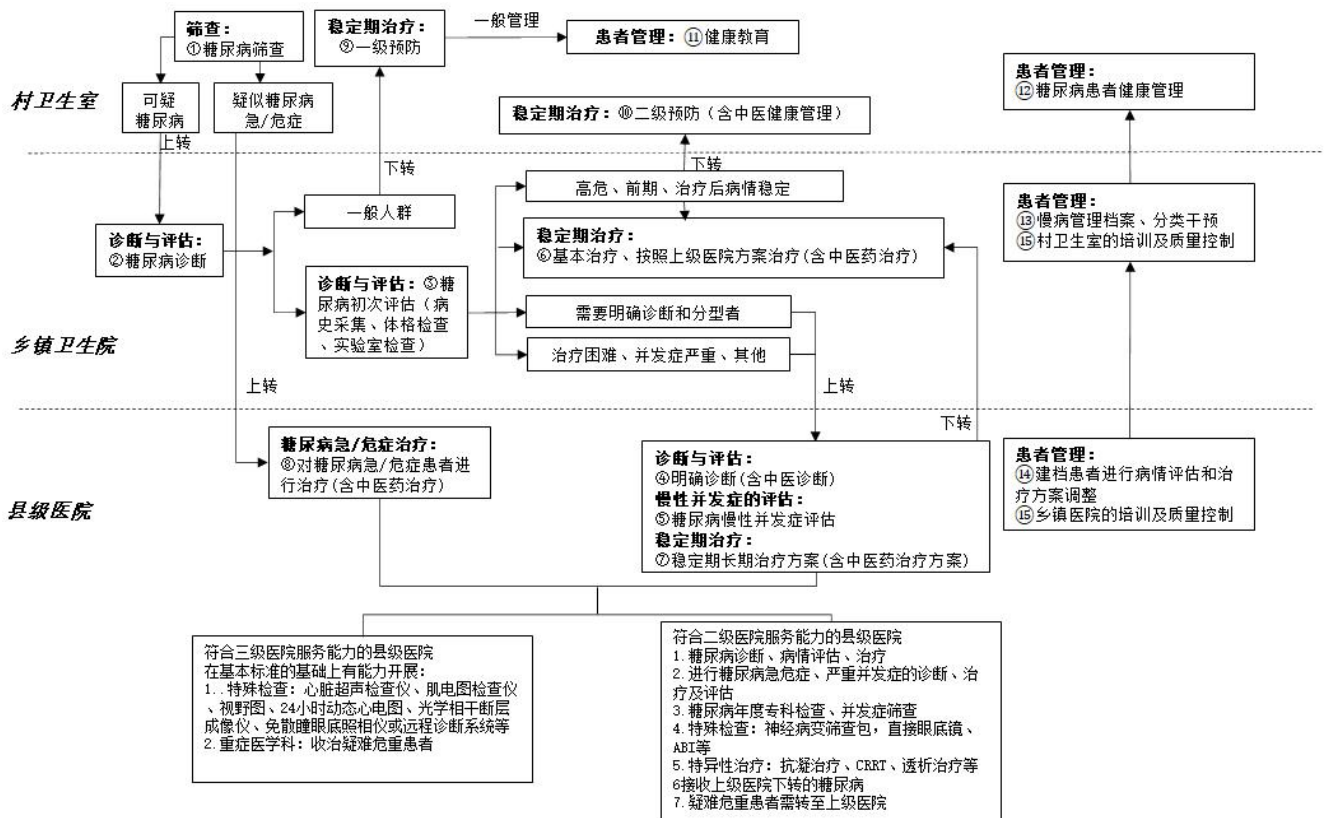 筛查：
①糖尿病筛查
稳定期治疗：
⑨一级预防
一般管理
患者管理：⑪健康教育
村卫生室
可疑
糖尿病
疑似糖尿病
急/危症
稳定期治疗：⑩二级预防（含中医健康管理）
患者管理：
⑫糖尿病患者健康管理
上转
下转
下转
高危、前期、治疗后病情稳定
一般人群
诊断与评估：
②糖尿病诊断
稳定期治疗：
⑥基本治疗、按照上级医院方案治疗(含中医药治疗)
患者管理：
⑬慢病管理档案、分类干预
⑮村卫生室的培训及质量控制
诊断与评估：③糖
尿病初次评估（病
史采集、体格检查
、实验室检查）
需要明确诊断和分型者
乡镇卫生院
治疗困难、并发症严重、其他
上转
上转
下转
糖尿病急/危症治疗：
⑧对糖尿病急/危症患者进
行治疗(含中医药治疗)
诊断与评估：
④明确诊断(含中医诊断)
慢性并发症的评估：
⑤糖尿病慢性并发症评估
稳定期治疗：
⑦稳定期长期治疗方案(含中医药治疗方案)
患者管理：
⑭建档患者进行病情评估和治
疗方案调整
⑮乡镇医院的培训及质量控制
县级医院
符合三级医院服务能力的县级医院
在基本标准的基础上有能力开展：
1..特殊检查：心脏超声检查仪、肌电图检查仪
、视野图、24小时动态心电图、光学相干断层
成像仪、免散瞳眼底照相仪或远程诊断系统等
2.重症医学科：收治疑难危重患者
符合二级医院服务能力的县级医院
1.糖尿病诊断、病情评估、治疗
2.进行糖尿病急危症、严重并发症的诊断、治
疗及评估
3.糖尿病年度专科检查、并发症筛查
4.特殊检查：神经病变筛查包，直接眼底镜、
ABI等
5.特异性治疗：抗凝治疗、CRRT、透析治疗等
6接收上级医院下转的糖尿病
7.疑难危重患者需转至上级医院